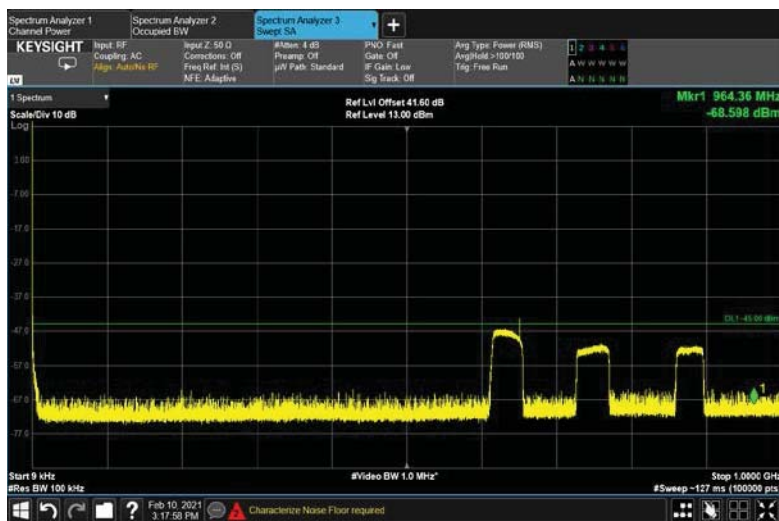 Spectrum Analyzer 1
Channel Power
Spectrum Analyzer 2
Occupied BW
Spectrum Analyzer 3
Swept SA
KEYSIGHT
Input: RF
Coupling: AC
Align: Auto/No RF
Input Z: 50 Ω
Corrections: Off
Freq Ref: Int (S)
NFE: Adaptive
#Atten: 4 dB
Preamp: Off
µW Path: Standard
PNO: Fast
Gate: Off
IF Gain: Low
Sig Track: Off
Avg Type: Power (RMS)
Avg|Hold: >100/100
Trig: Free Run
1 2 3 4 5 6
A W W W W W
A N N N N N
1 Spectrum
Scale/Div 10 dB
Log
Ref Lvl Offset 41.60 dB
Ref Level 13.00 dBm
Mkr1 964.36 MHz
-68.598 dBm
3.00
-7.00
-17.0
-27.0
-37.0
-47.0
-57.0
-67.0
-77.0
DL1 -45.00 dBm
1
Start 9 kHz
#Res BW 100 kHz
#Video BW 1.0 MHz*
Stop 1.0000 GHz
#Sweep ~127 ms (100000 pts)
Feb 10, 2021
3:17:58 PM
Characterize Noise Floor required